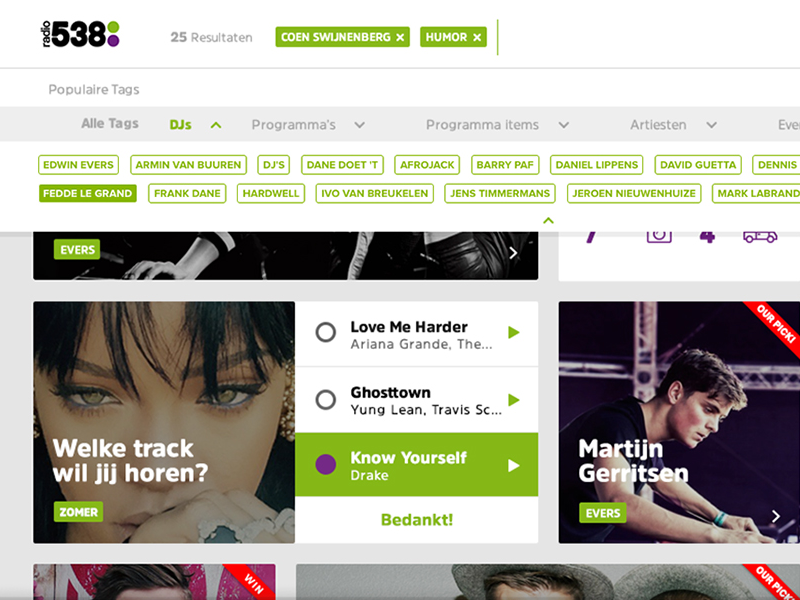 radio 538
25 Resultaten
COEN SWIJNENBERG ×
HUMOR ×
Populaire Tags
Alle Tags
DJs
Programma's
Programma items
Artiesten
EDWIN EVERS
ARMIN VAN BUUREN
DJ'S
DANE DOET 'T
AFROJACK
BARRY PAF
DANIEL LIPPENS
DAVID GUETTA
DENNIS
FEDDE LE GRAND
FRANK DANE
HARDWELL
IVO VAN BREUKELEN
JENS TIMMERMANS
JEROEN NIEUWENHUIZE
MARK LABRAND
EVERS
7
4
Welke track
wil jij horen?
ZOMER
Love Me Harder
Ariana Grande, The...
Ghosttown
Yung Lean, Travis Sc...
Know Yourself
Drake
Bedankt!
OUR PICK!
Martijn
Gerritsen
EVERS
WIN
OUR PICK!